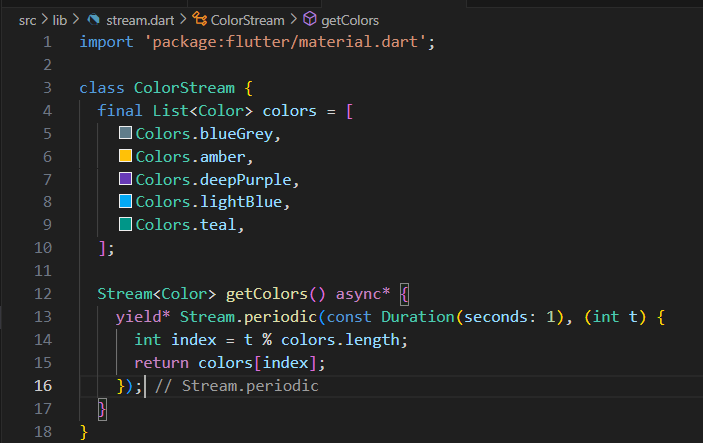 src > lib > stream.dart > ColorStream > getColors
1 import 'package:flutter/material.dart';
2
3 class ColorStream {
4 final List<Color> colors = [
5 Colors.blueGrey,
6 Colors.amber,
7 Colors.deepPurple,
8 Colors.lightBlue,
9 Colors.teal,
10 ];
11
12 Stream<Color> getColors() async* {
13 yield* Stream.periodic(const Duration(seconds: 1), (int t) {
14 int index = t % colors.length;
15 return colors[index];
16 }); // Stream.periodic
17 }
18 }